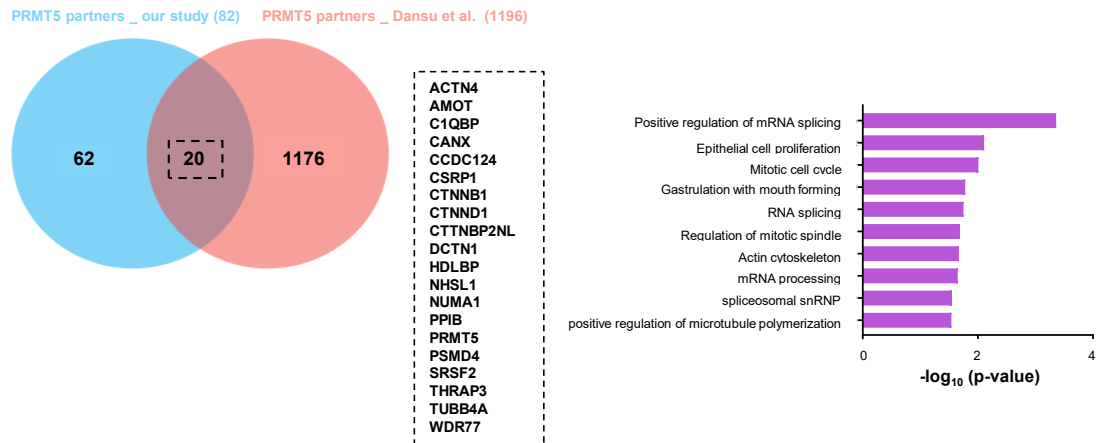 PRMT5 partners _ our study (82) PRMT5 partners _ Dansu et al. (1196)
62
20
1176
ACTN4
AMOT
C1QBP
CANX
CCDC124
CSRP1
CTNNB1
CTNND1
CTTNBP2NL
DCTN1
HDLBP
NHSL1
NUMA1
PPIB
PRMT5
PSMD4
SRSF2
THRAP3
TUBB4A
WDR77
Positive regulation of mRNA splicing
Epithelial cell proliferation
Mitotic cell cycle
Gastrulation with mouth forming
RNA splicing
Regulation of mitotic spindle
Actin cytoskeleton
mRNA processing
spliceosomal snRNP
positive regulation of microtubule polymerization
0 2 4
-log₁₀ (p-value)